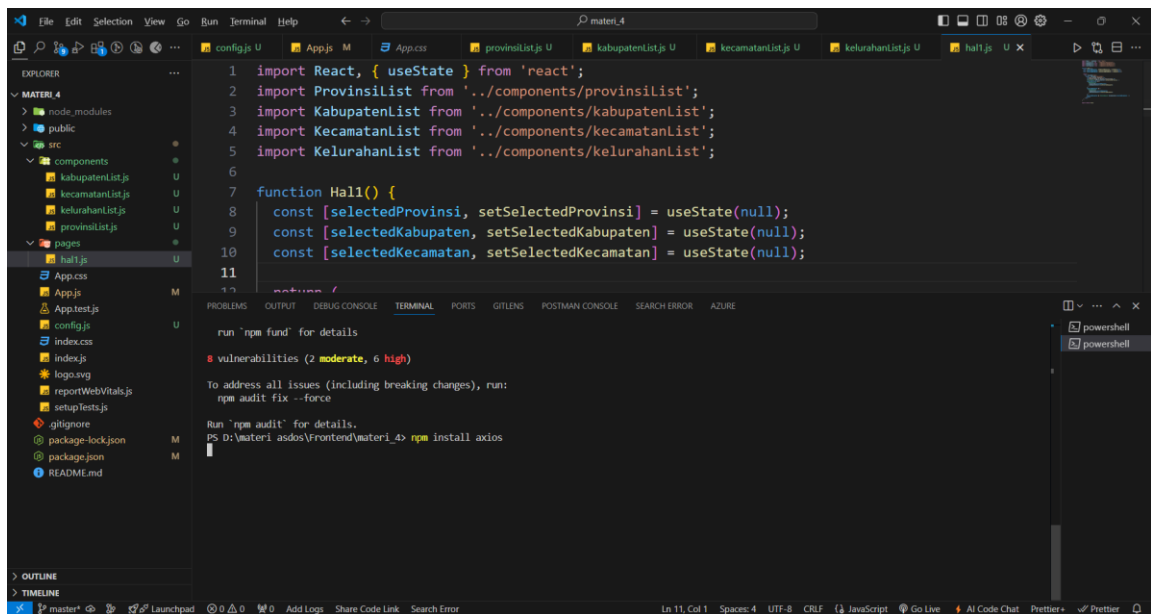 File Edit Selection View Go Run Terminal Help
materi_4
config.js U App.js M App.css provinsiList.js U kabupatenList.js U kecamatanList.js U kelurahanList.js U hal1.js U
EXPLORER
MATERI_4
node_modules
public
src
components
kabupatenList.js U
kecamatanList.js U
kelurahanList.js U
provinsiList.js U
pages
hal1.js U
App.css
App.js M
App.test.js
config.js U
index.css
index.js
logo.svg
reportWebVitals.js
setupTests.js
.gitignore
package-lock.json M
package.json M
README.md
OUTLINE
TIMELINE
1 import React, { useState } from 'react';
2 import ProvinsiList from '../components/provinsiList';
3 import KabupatenList from '../components/kabupatenList';
4 import KecamatanList from '../components/kecamatanList';
5 import KelurahanList from '../components/kelurahanList';
6
7 function Hal1() {
8 const [selectedProvinsi, setSelectedProvinsi] = useState(null);
9 const [selectedKabupaten, setSelectedKabupaten] = useState(null);
10 const [selectedKecamatan, setSelectedKecamatan] = useState(null);
11
12 return (
PROBLEMS OUTPUT DEBUG CONSOLE TERMINAL PORTS GITLENS POSTMAN CONSOLE SEARCH ERROR AZURE
run `npm fund` for details
8 vulnerabilities (2 moderate, 6 high)
To address all issues (including breaking changes), run:
npm audit fix --force
Run `npm audit` for details.
PS D:\materi asdos\Frontend\materi_4> npm install axios
powershell
powershell
master* Launchpad 0 0 0 Add Logs Share Code Link Search Error Ln 11, Col 1 Spaces: 4 UTF-8 CRLF JavaScript Go Live AI Code Chat Prettier+ Prettier